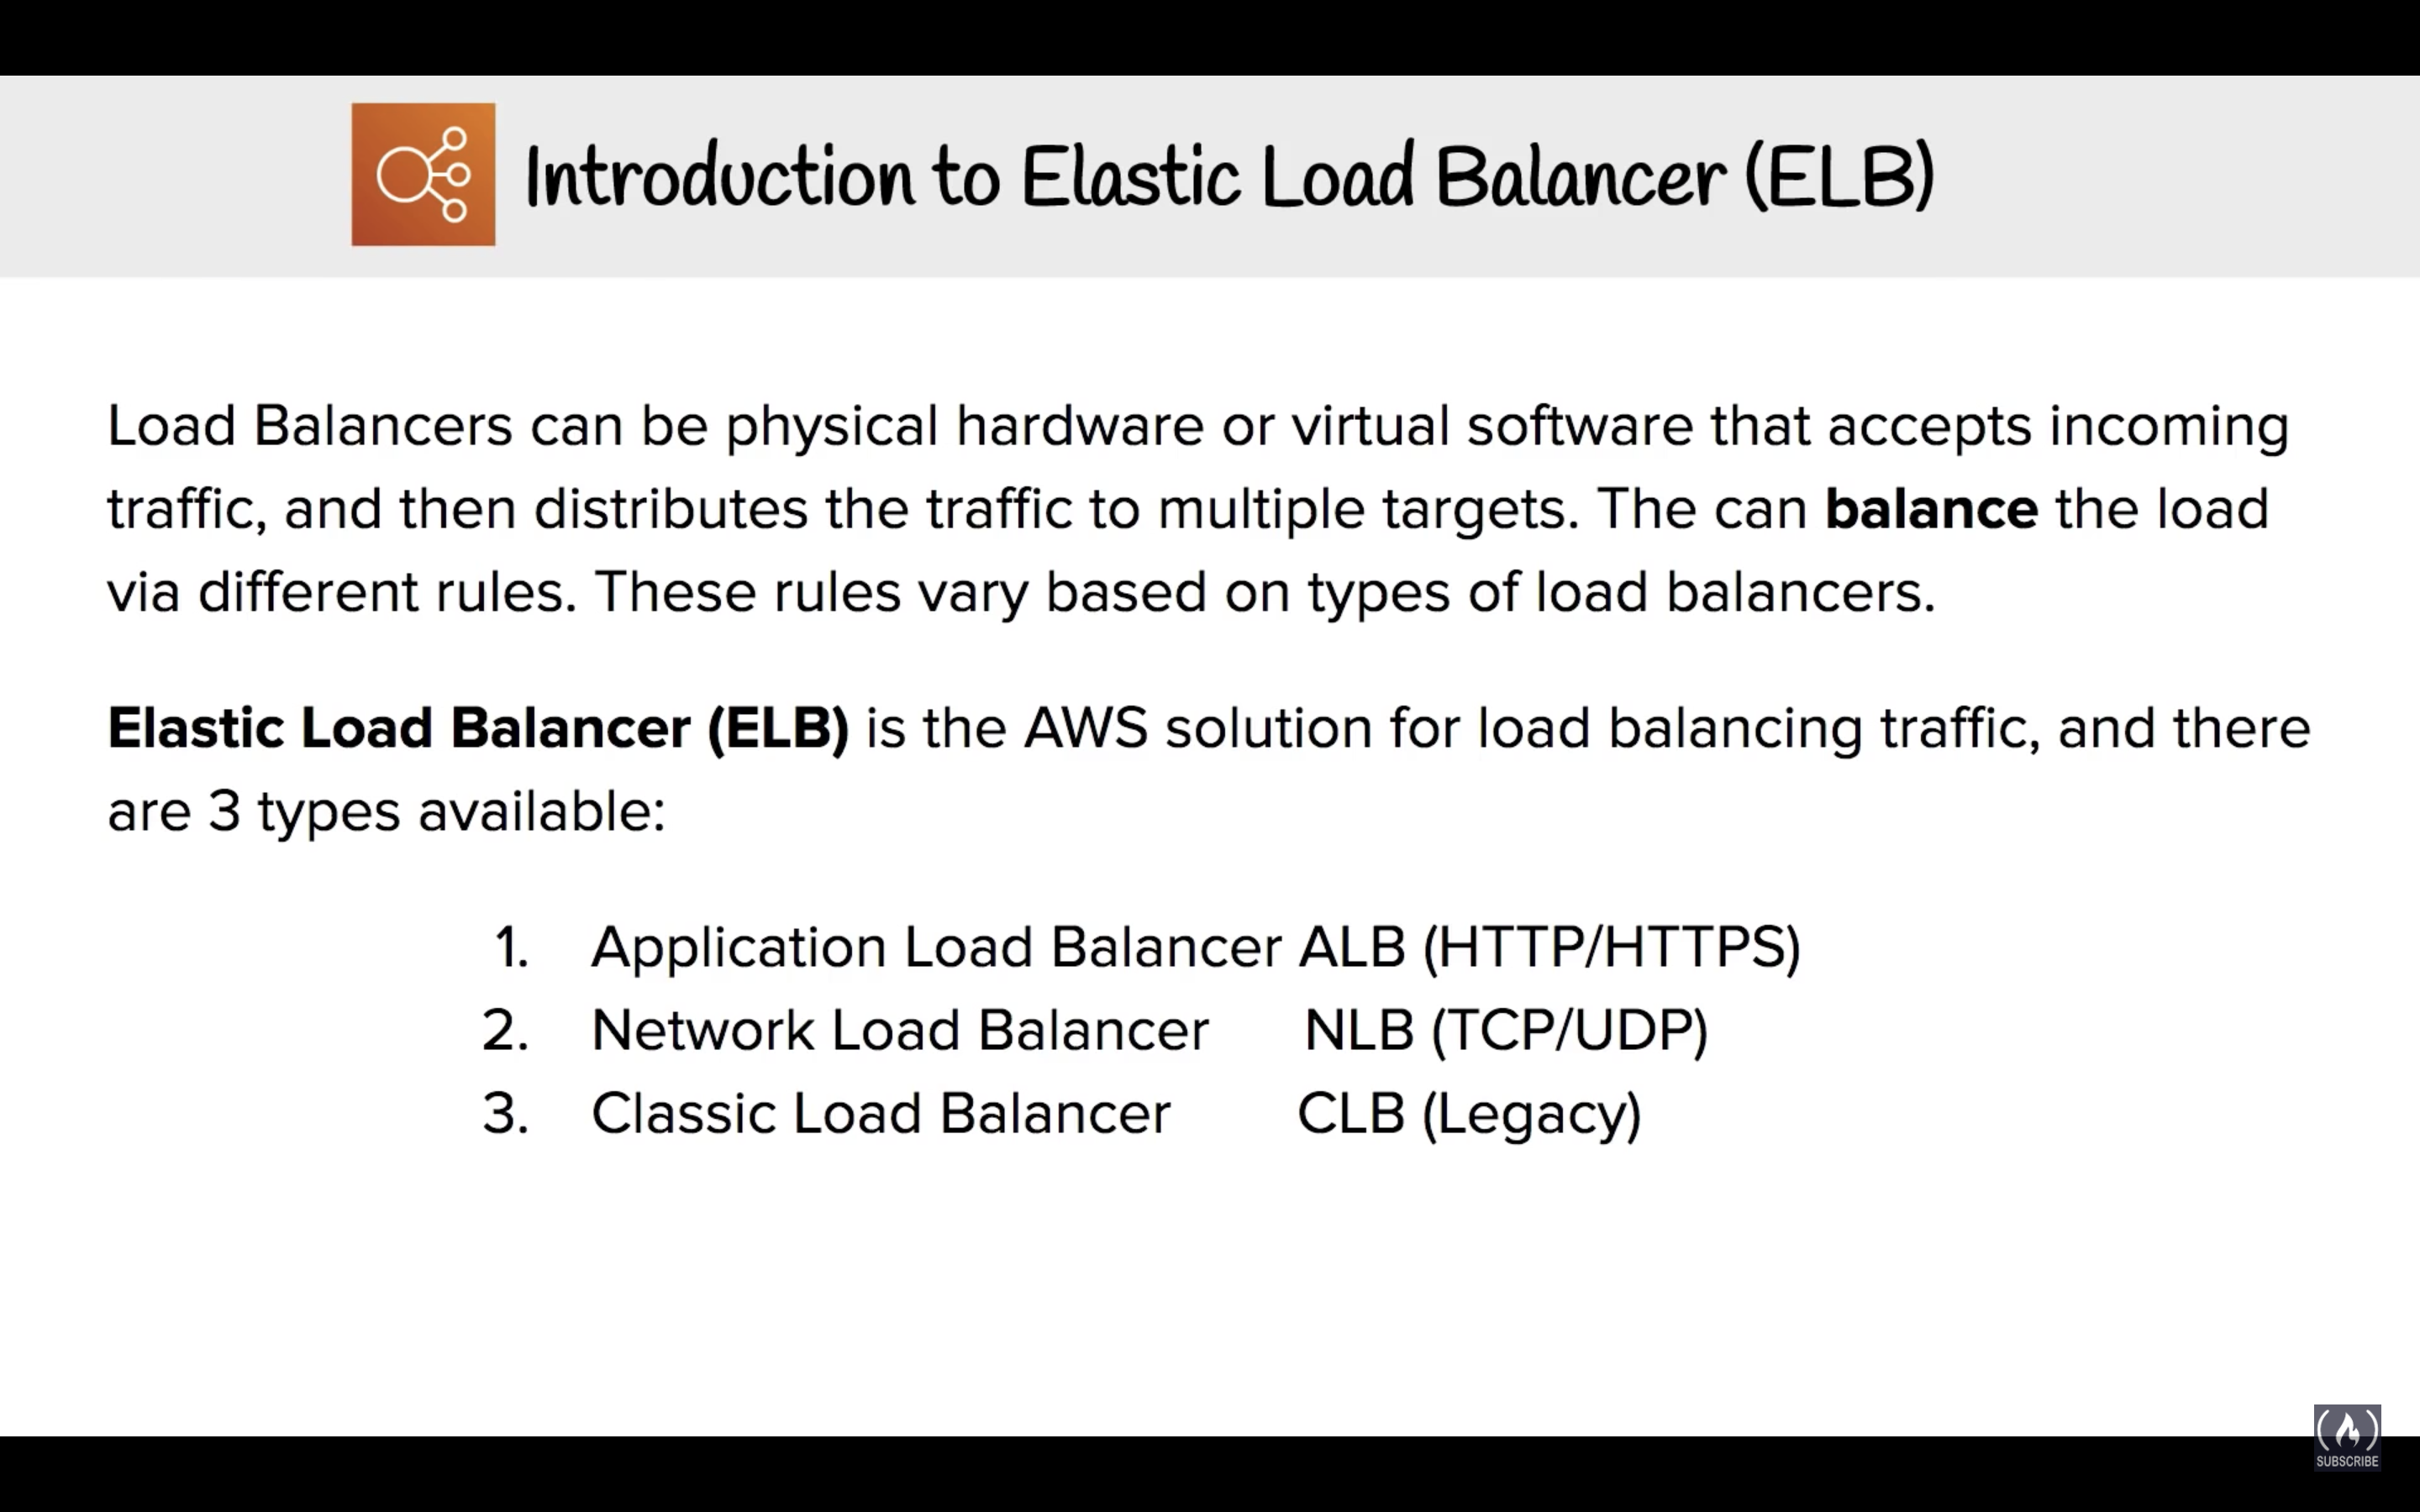 Introduction to Elastic Load Balancer (ELB)
Load Balancers can be physical hardware or virtual software that accepts incoming
traffic, and then distributes the traffic to multiple targets. The can balance the load
via different rules. These rules vary based on types of load balancers.
Elastic Load Balancer (ELB) is the AWS solution for load balancing traffic, and there
are 3 types available:
1. Application Load Balancer ALB (HTTP/HTTPS)
2. Network Load Balancer NLB (TCP/UDP)
3. Classic Load Balancer CLB (Legacy)
SUBSCRIBE